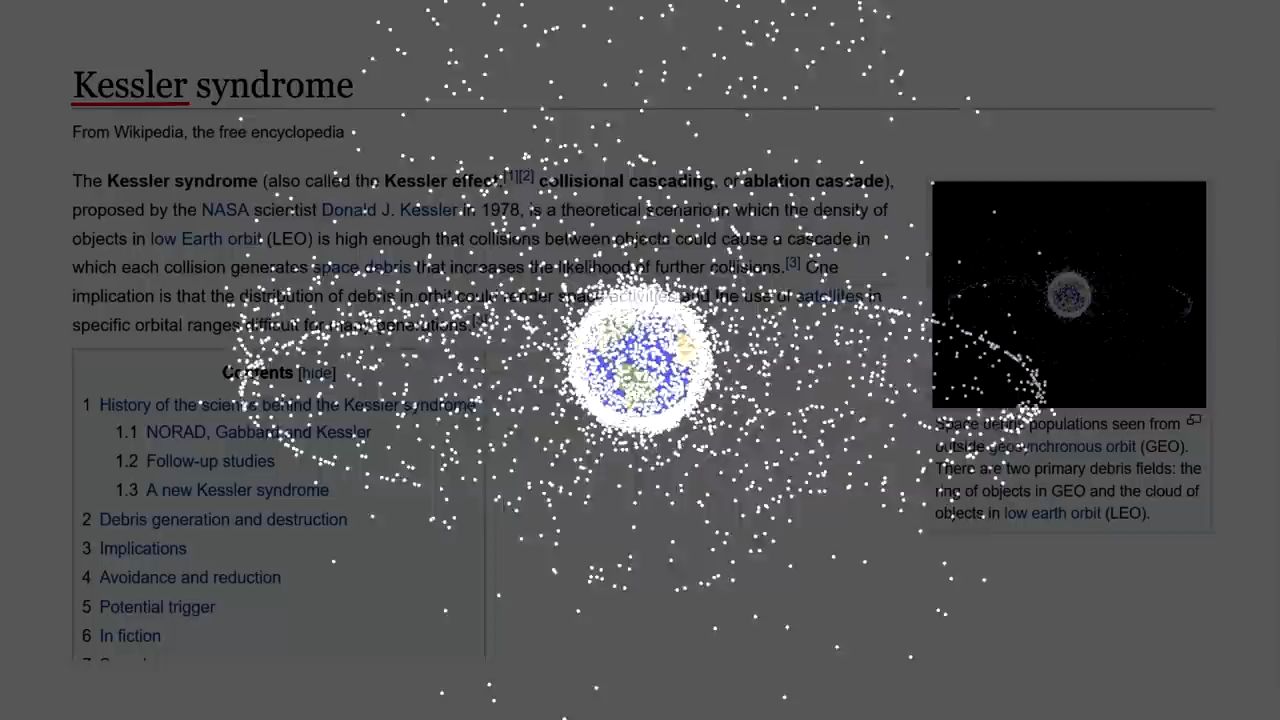 Kessler syndrome
From Wikipedia, the free encyclopedia
The Kessler syndrome (also called the Kessler effect,[1][2] collisional cascading, or ablation cascade),
proposed by the NASA scientist Donald J. Kessler in 1978, is a theoretical scenario in which the density of
objects in low Earth orbit (LEO) is high enough that collisions between objects could cause a cascade in
which each collision generates space debris that increases the likelihood of further collisions.[3] One
implication is that the distribution of debris in orbit could render space activities and the use of satellites in
specific orbital ranges difficult for many generations.[3]
Contents [hide]
1 History of the science behind the Kessler syndrome
1.1 NORAD, Gabbard and Kessler
1.2 Follow-up studies
1.3 A new Kessler syndrome
2 Debris generation and destruction
3 Implications
4 Avoidance and reduction
5 Potential trigger
6 In fiction
Space debris populations seen from
outside geosynchronous orbit (GEO).
There are two primary debris fields: the
ring of objects in GEO and the cloud of
objects in low earth orbit (LEO).